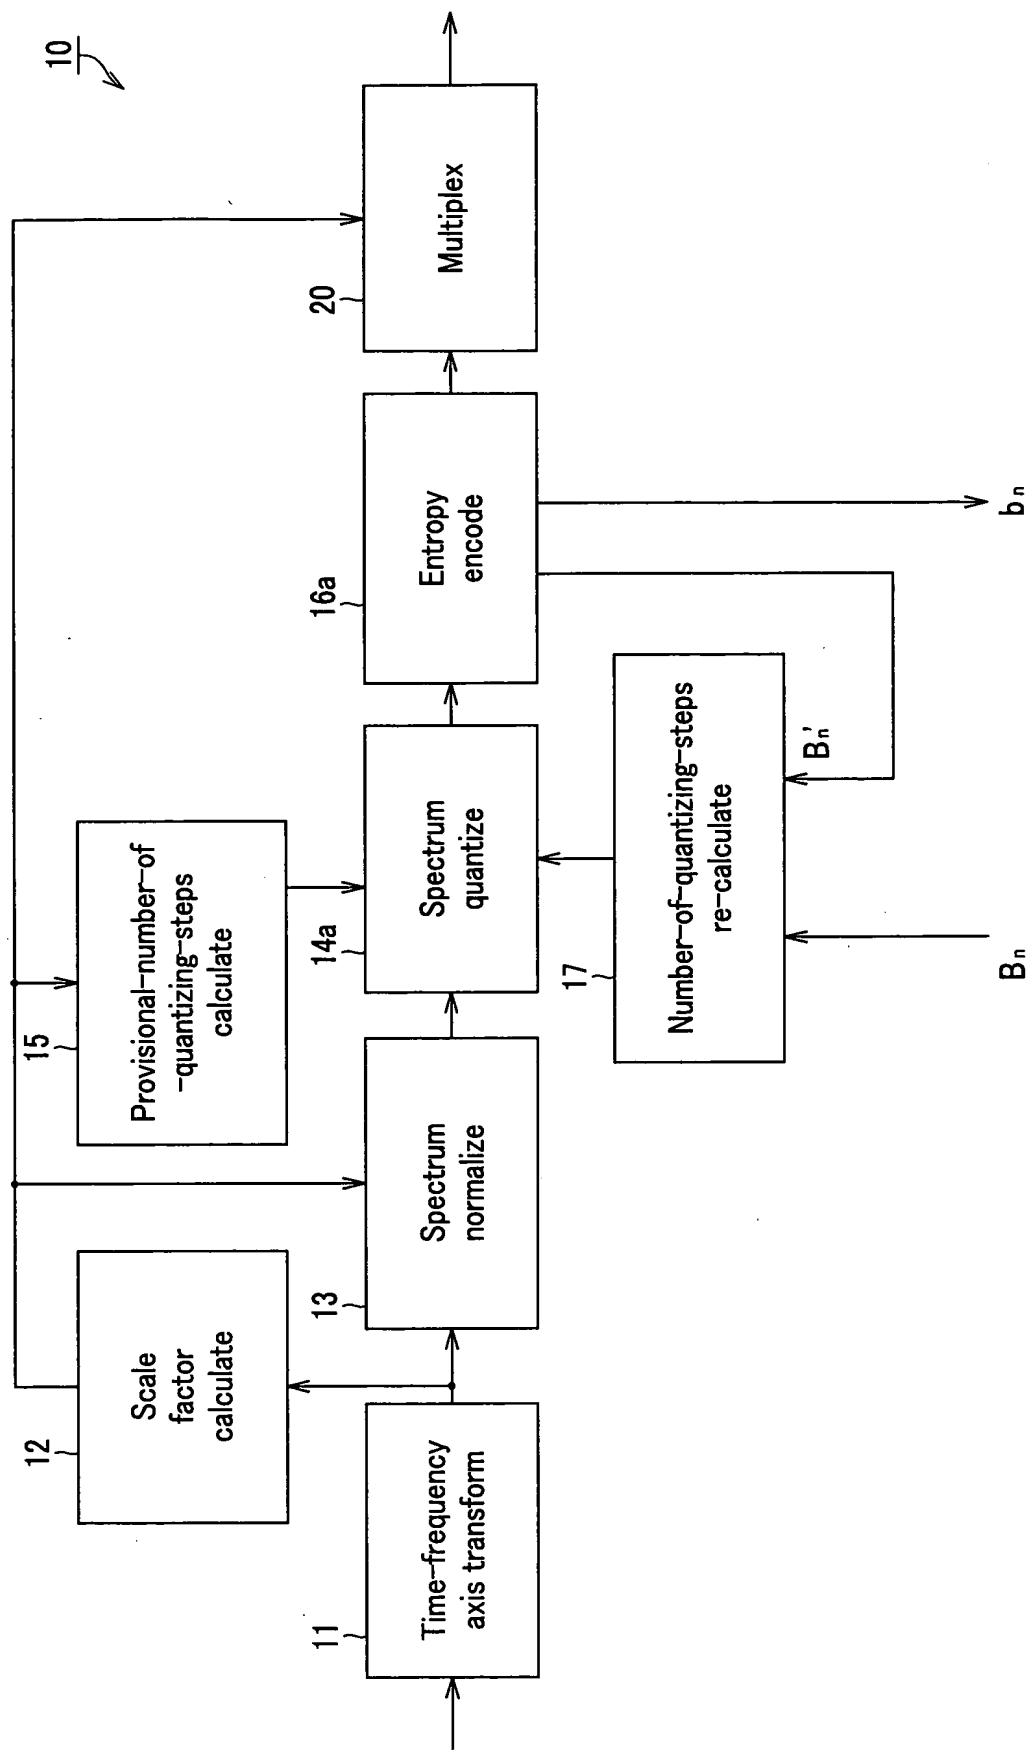 10
12
Scale
factor
calculate
15
Provisional-number-of
-quantizing-steps
calculate
11
Time-frequency
axis transform
13
Spectrum
normalize
14a
Spectrum
quantize
16a
Entropy
encode
20
Multiplex
17
Number-of-quantizing-steps
re-calculate
Bn'
Bn
bn